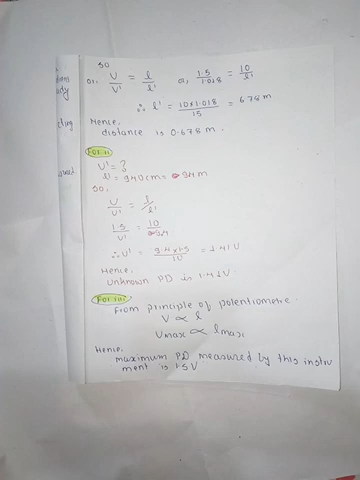 so
or, V/V' = l/l' or, 1.5/1.018 = 10/l'
∴ l' = 10×1.018/15 = 6.78 m
Hence,
distance is 0.678 m.
For ii
V' = ?
l' = 940cm = 9.4m
so,
V/V' = l/l'
1.5/V' = 10/9.4
∴ V' = 9.4×1.5/10 = 1.41V
Hence
unknown PD is 1.41V.
For iii
From principle of potentiometre.
V ∝ l
Vmax ∝ lmax
Hence.
maximum PD measured by this instru
ment is 1.5V